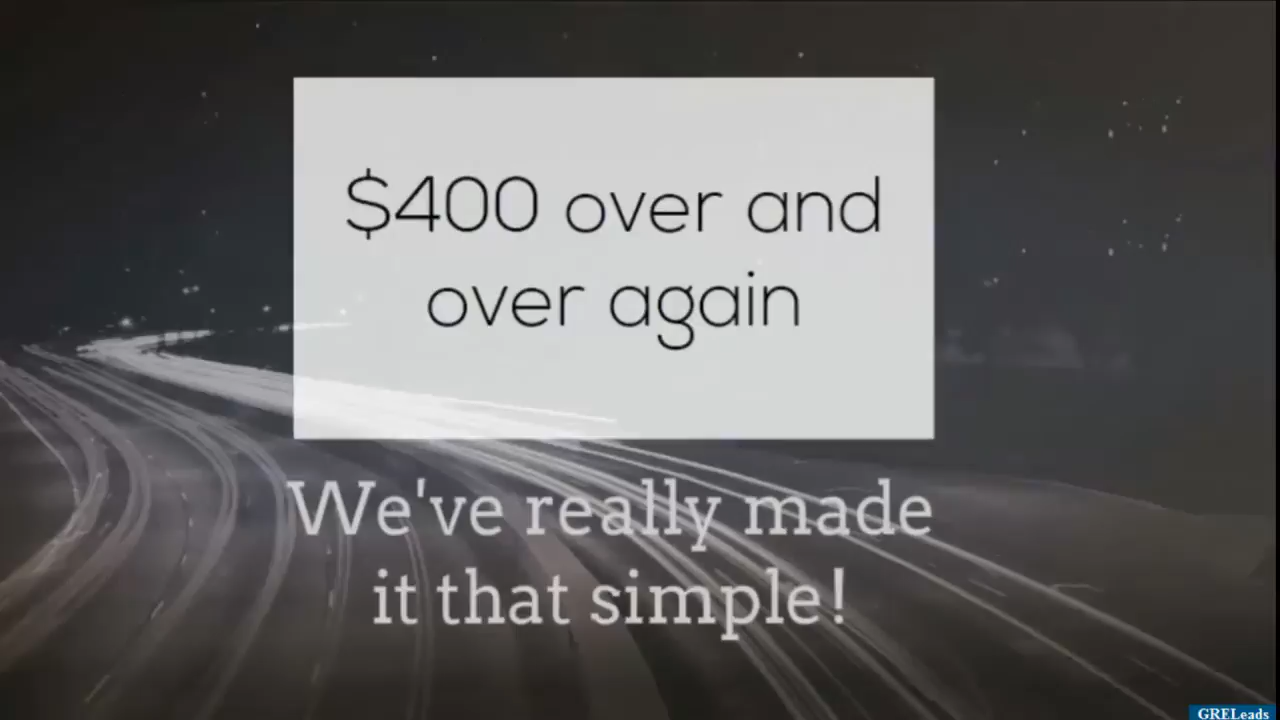 $400 over and
over again
We've really made
it that simple!
GRELeads